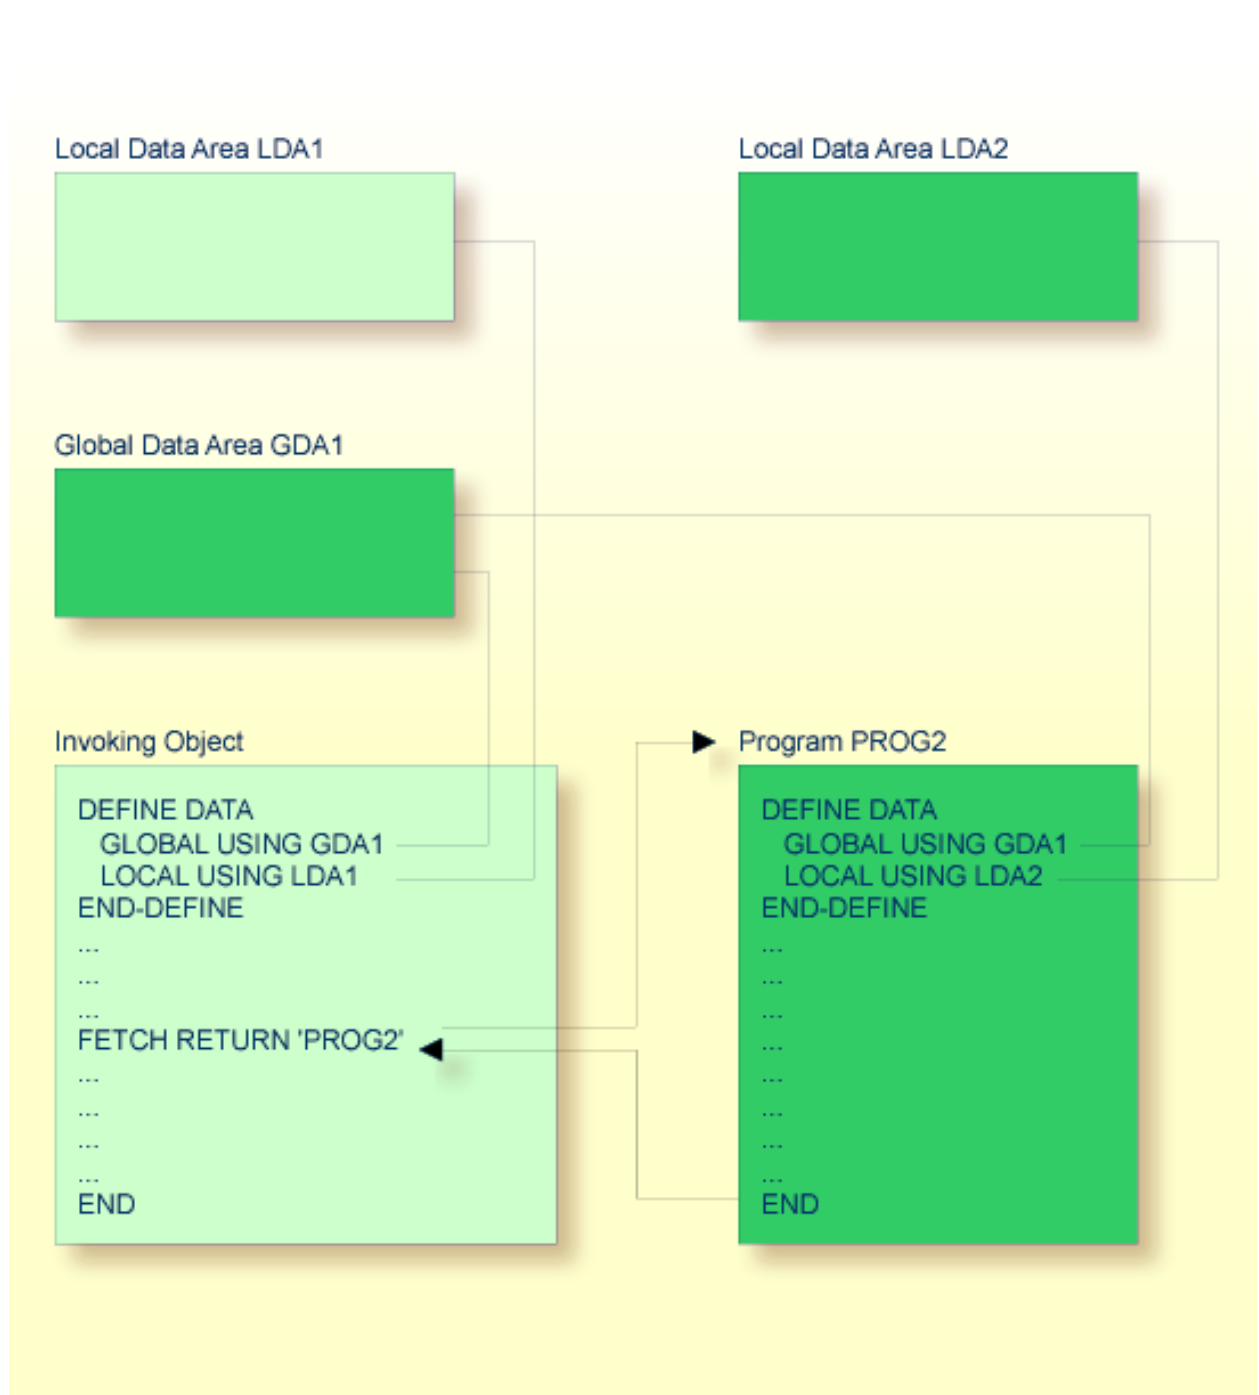 Local Data Area LDA1
Local Data Area LDA2
Global Data Area GDA1
Invoking Object
DEFINE DATA
GLOBAL USING GDA1
LOCAL USING LDA1
END-DEFINE
...
...
...
FETCH RETURN 'PROG2'
...
...
...
...
END
Program PROG2
DEFINE DATA
GLOBAL USING GDA1
LOCAL USING LDA2
END-DEFINE
...
...
...
...
...
...
...
...
END